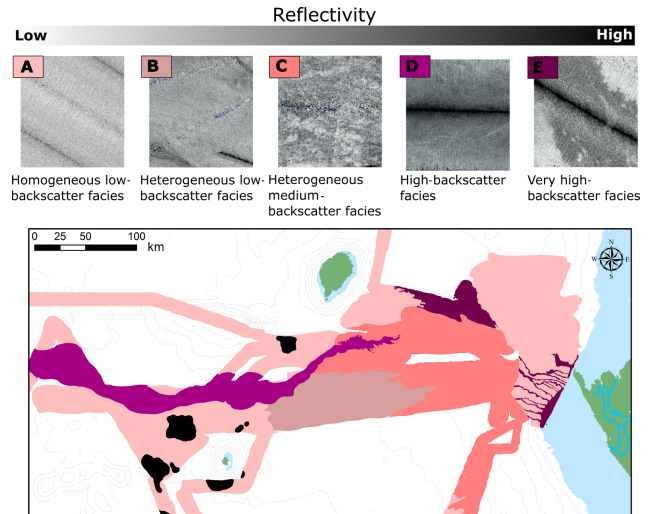 Reflectivity
Low High
A B C D E
Homogeneous low-
backscatter facies
Heterogeneous low-
backscatter facies
Heterogeneous
medium-
backscatter facies
High-backscatter
facies
Very high-
backscatter facies
0 25 50 100
km
N
W E
S